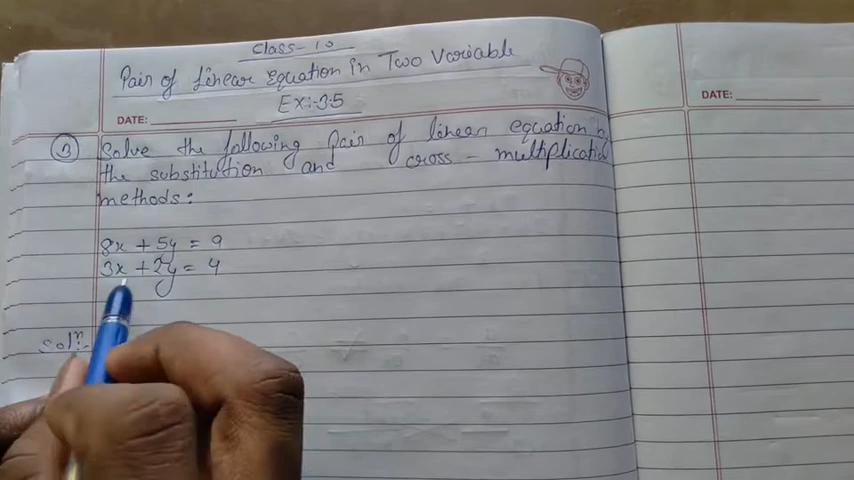 Class-10
Pair of Linear Equation in Two Variable
Ex:-3.5
DATE:
DATE:
3 Solve the following Pair of linear equation by
the substitution and cross - multiplication
methods:
8x + 5y = 9
3x + 2y = 4
Solⁿ:-